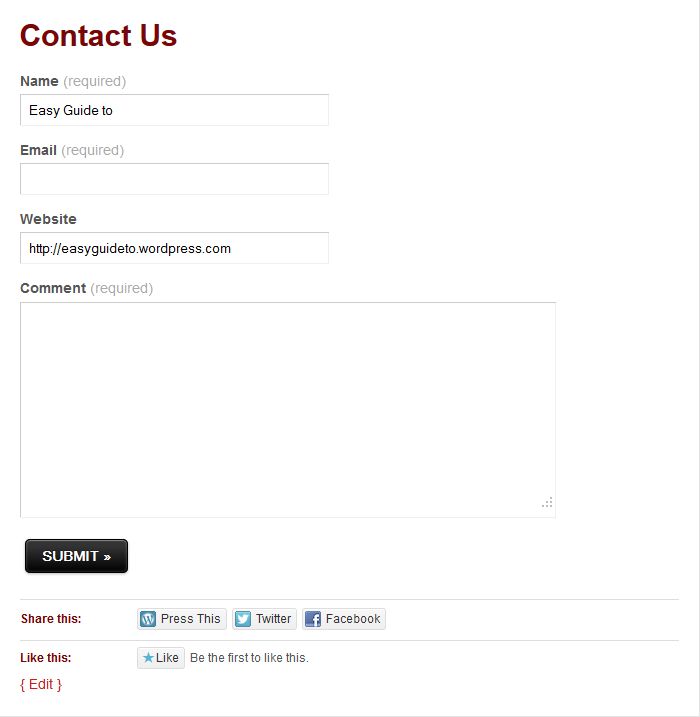 Contact Us
Name (required)
Easy Guide to
Email (required)
Website
http://easyguideto.wordpress.com
Comment (required)
SUBMIT »
Share this: Press This Twitter Facebook
Like this: Like Be the first to like this.
{ Edit }